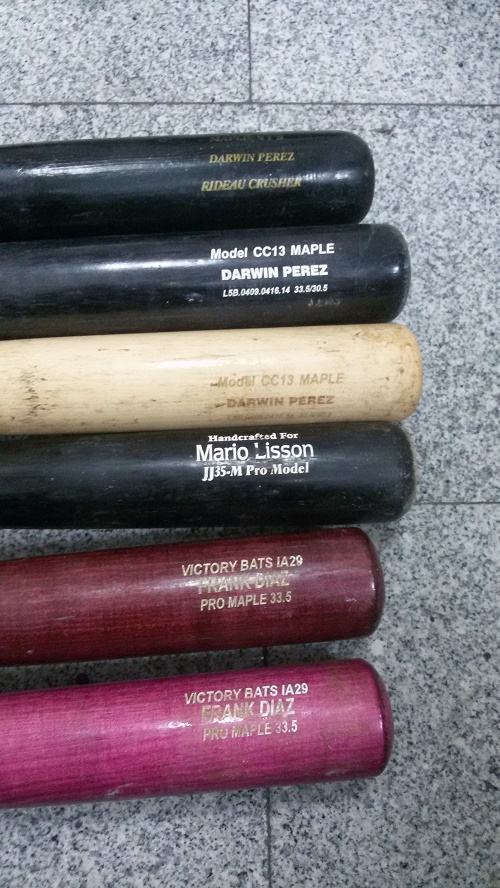 DARWIN PEREZ
RIDEAU CRUSHER
Model CC13 MAPLE
DARWIN PEREZ
L5B.0409.0416.14 33.5/30.5
Model CC13 MAPLE
DARWIN PEREZ
Handcrafted For
Mario Lisson
JJ35-M Pro Model
VICTORY BATS IA29
FRANK DIAZ
PRO MAPLE 33.5
VICTORY BATS IA29
FRANK DIAZ
PRO MAPLE 33.5